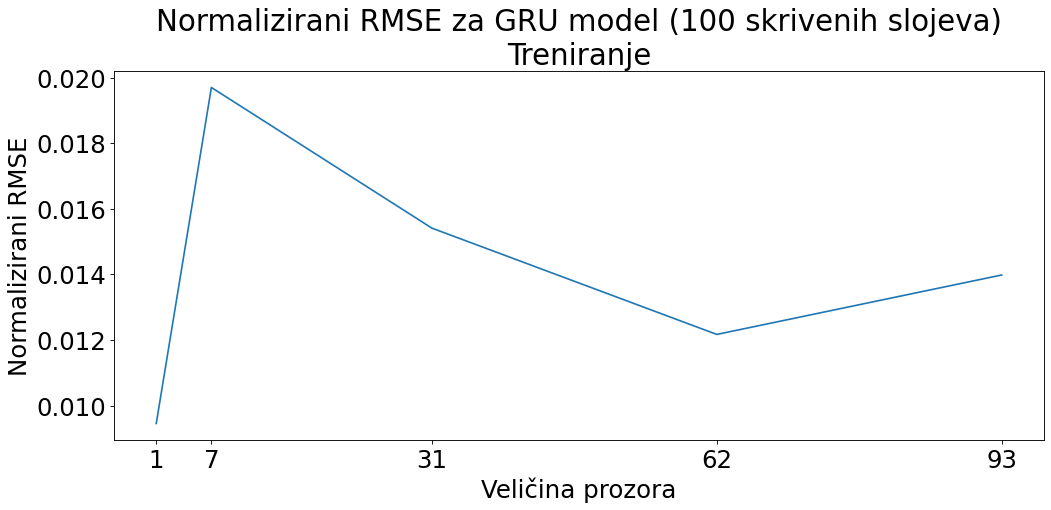 Normalizirani RMSE za GRU model (100 skrivenih slojeva)
Treniranje
Normalizirani RMSE
0.020
0.018
0.016
0.014
0.012
0.010
1 7 31 62 93
Veličina prozora